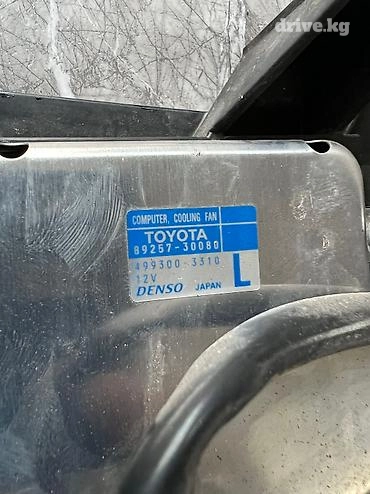 drive.kg
COMPUTER, COOLING FAN
TOYOTA
89257-30080
499300-3310
12V
DENSO JAPAN
L